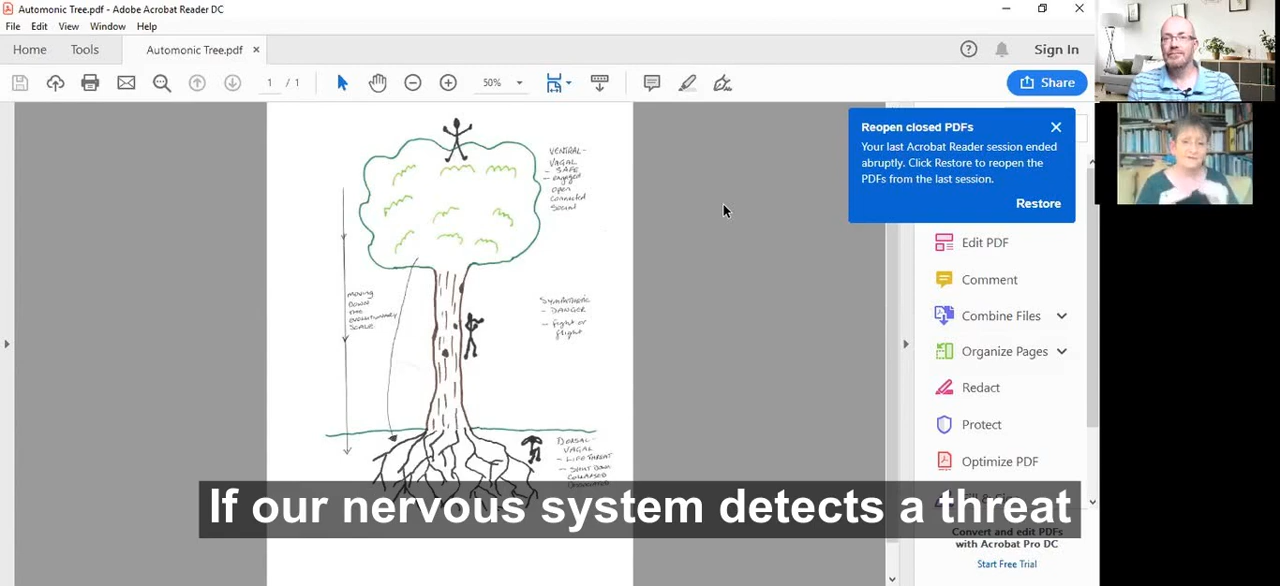 Automonic Tree.pdf - Adobe Acrobat Reader DC
File Edit View Window Help
Home Tools Automonic Tree.pdf × Sign In
1 / 1 50% Share
Reopen closed PDFs
Your last Acrobat Reader session ended
abruptly. Click Restore to reopen the
PDFs from the last session.
Restore
Edit PDF
Comment
Combine Files
Organize Pages
Redact
Protect
Optimize PDF
Convert and edit PDFs
with Acrobat Pro DC
Start Free Trial
VENTRAL-
VAGAL
- SAFE
- engaged
open
connected
social
moving
down
the
evolutionary
scale
SYMPATHETIC
- DANGER
- fight or
flight
DORSAL-
VAGAL
- LIFE THREAT
- SHUT DOWN
COLLAPSED
If our nervous system detects a threat